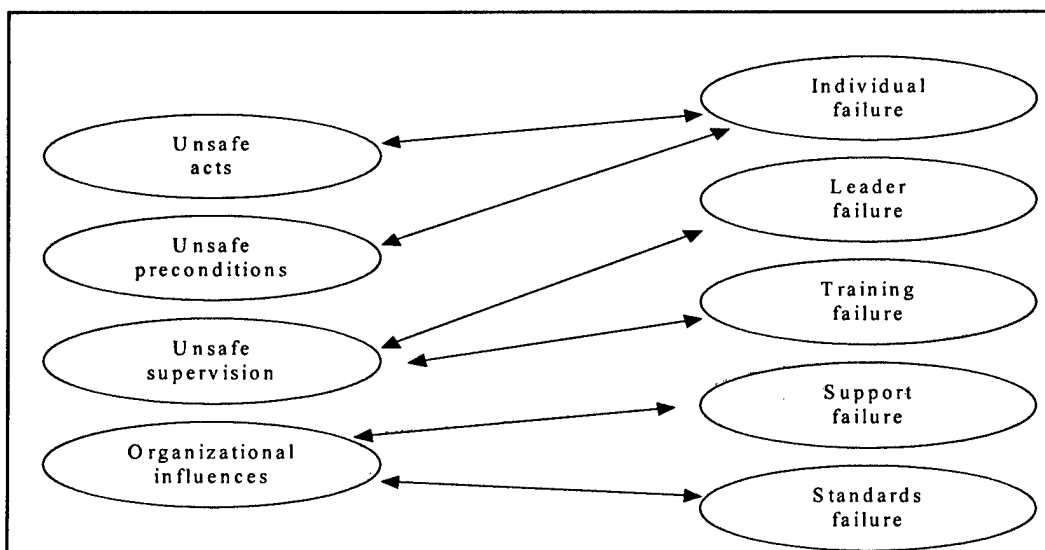 Unsafe
acts
Unsafe
preconditions
Unsafe
supervision
Organizational
influences
Individual
failure
Leader
failure
Training
failure
Support
failure
Standards
failure